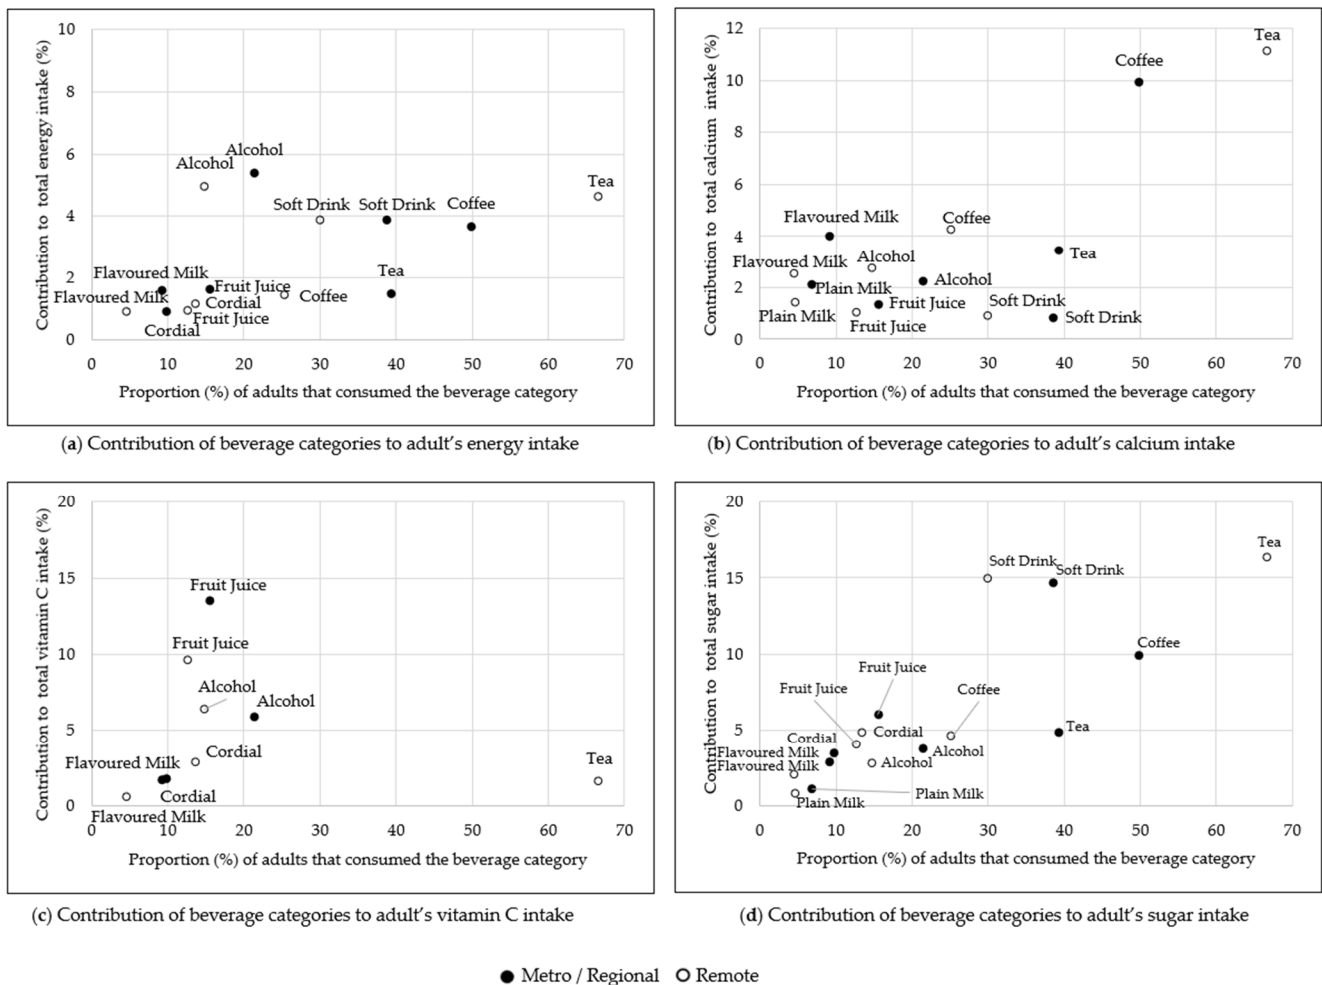 Contribution to total energy intake (%)
10
8
6
4
2
0
Alcohol
Alcohol
Tea
Soft Drink
Soft Drink
Coffee
Tea
Flavoured Milk
Fruit Juice
Flavoured Milk
Cordial
Coffee
Fruit Juice
Cordial
0 10 20 30 40 50 60 70
Proportion (%) of adults that consumed the beverage category
(a) Contribution of beverage categories to adult's energy intake
Contribution to total calcium intake (%)
12
10
8
6
4
2
0
Tea
Coffee
Flavoured Milk
Coffee
Alcohol
Tea
Flavoured Milk
Alcohol
Plain Milk
Fruit Juice
Soft Drink
Plain Milk
Fruit Juice
Soft Drink
0 10 20 30 40 50 60 70
Proportion (%) of adults that consumed the beverage category
(b) Contribution of beverage categories to adult's calcium intake
Contribution to total vitamin C intake (%)
20
15
10
5
0
Fruit Juice
Fruit Juice
Alcohol
Alcohol
Cordial
Tea
Flavoured Milk
Cordial
Flavoured Milk
0 10 20 30 40 50 60 70
Proportion (%) of adults that consumed the beverage category
(c) Contribution of beverage categories to adult's vitamin C intake
Contribution to total sugar intake (%)
20
15
10
5
0
Tea
Soft Drink
Soft Drink
Coffee
Fruit Juice
Fruit Juice
Coffee
Tea
Cordial
Cordial
Flavoured Milk
Alcohol
Flavoured Milk
Alcohol
Plain Milk
Plain Milk
0 10 20 30 40 50 60 70
Proportion (%) of adults that consumed the beverage category
(d) Contribution of beverage categories to adult's sugar intake
Metro / Regional Remote